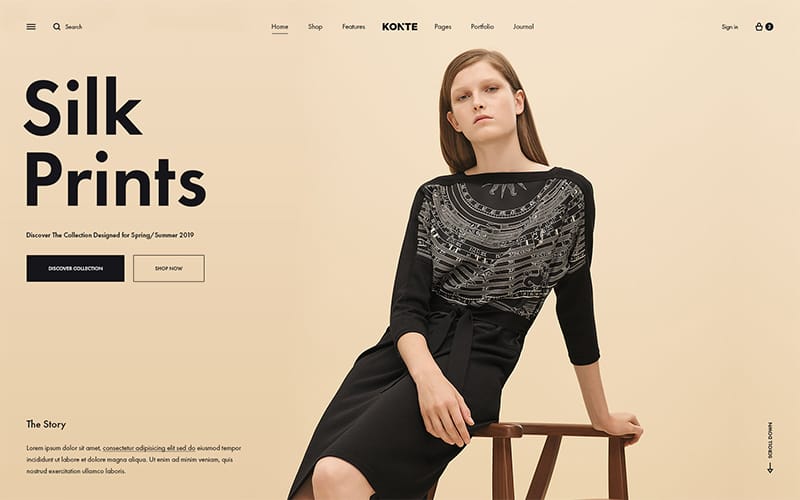 Search
Home
Shop
Features
KONTE
Pages
Portfolio
Journal
Sign in
2
Silk
Prints
Discover The Collection Designed for Spring/Summer 2019
DISCOVER COLLECTION
SHOP NOW
The Story
Lorem ipsum dolor sit amet, consectetur adipisicing elit sed do eiusmod tempor
incididunt ut labore et dolore magna aliqua. Ut enim ad minim veniam, quis
nostrud exercitation ullamco laboris.
SCROLL DOWN